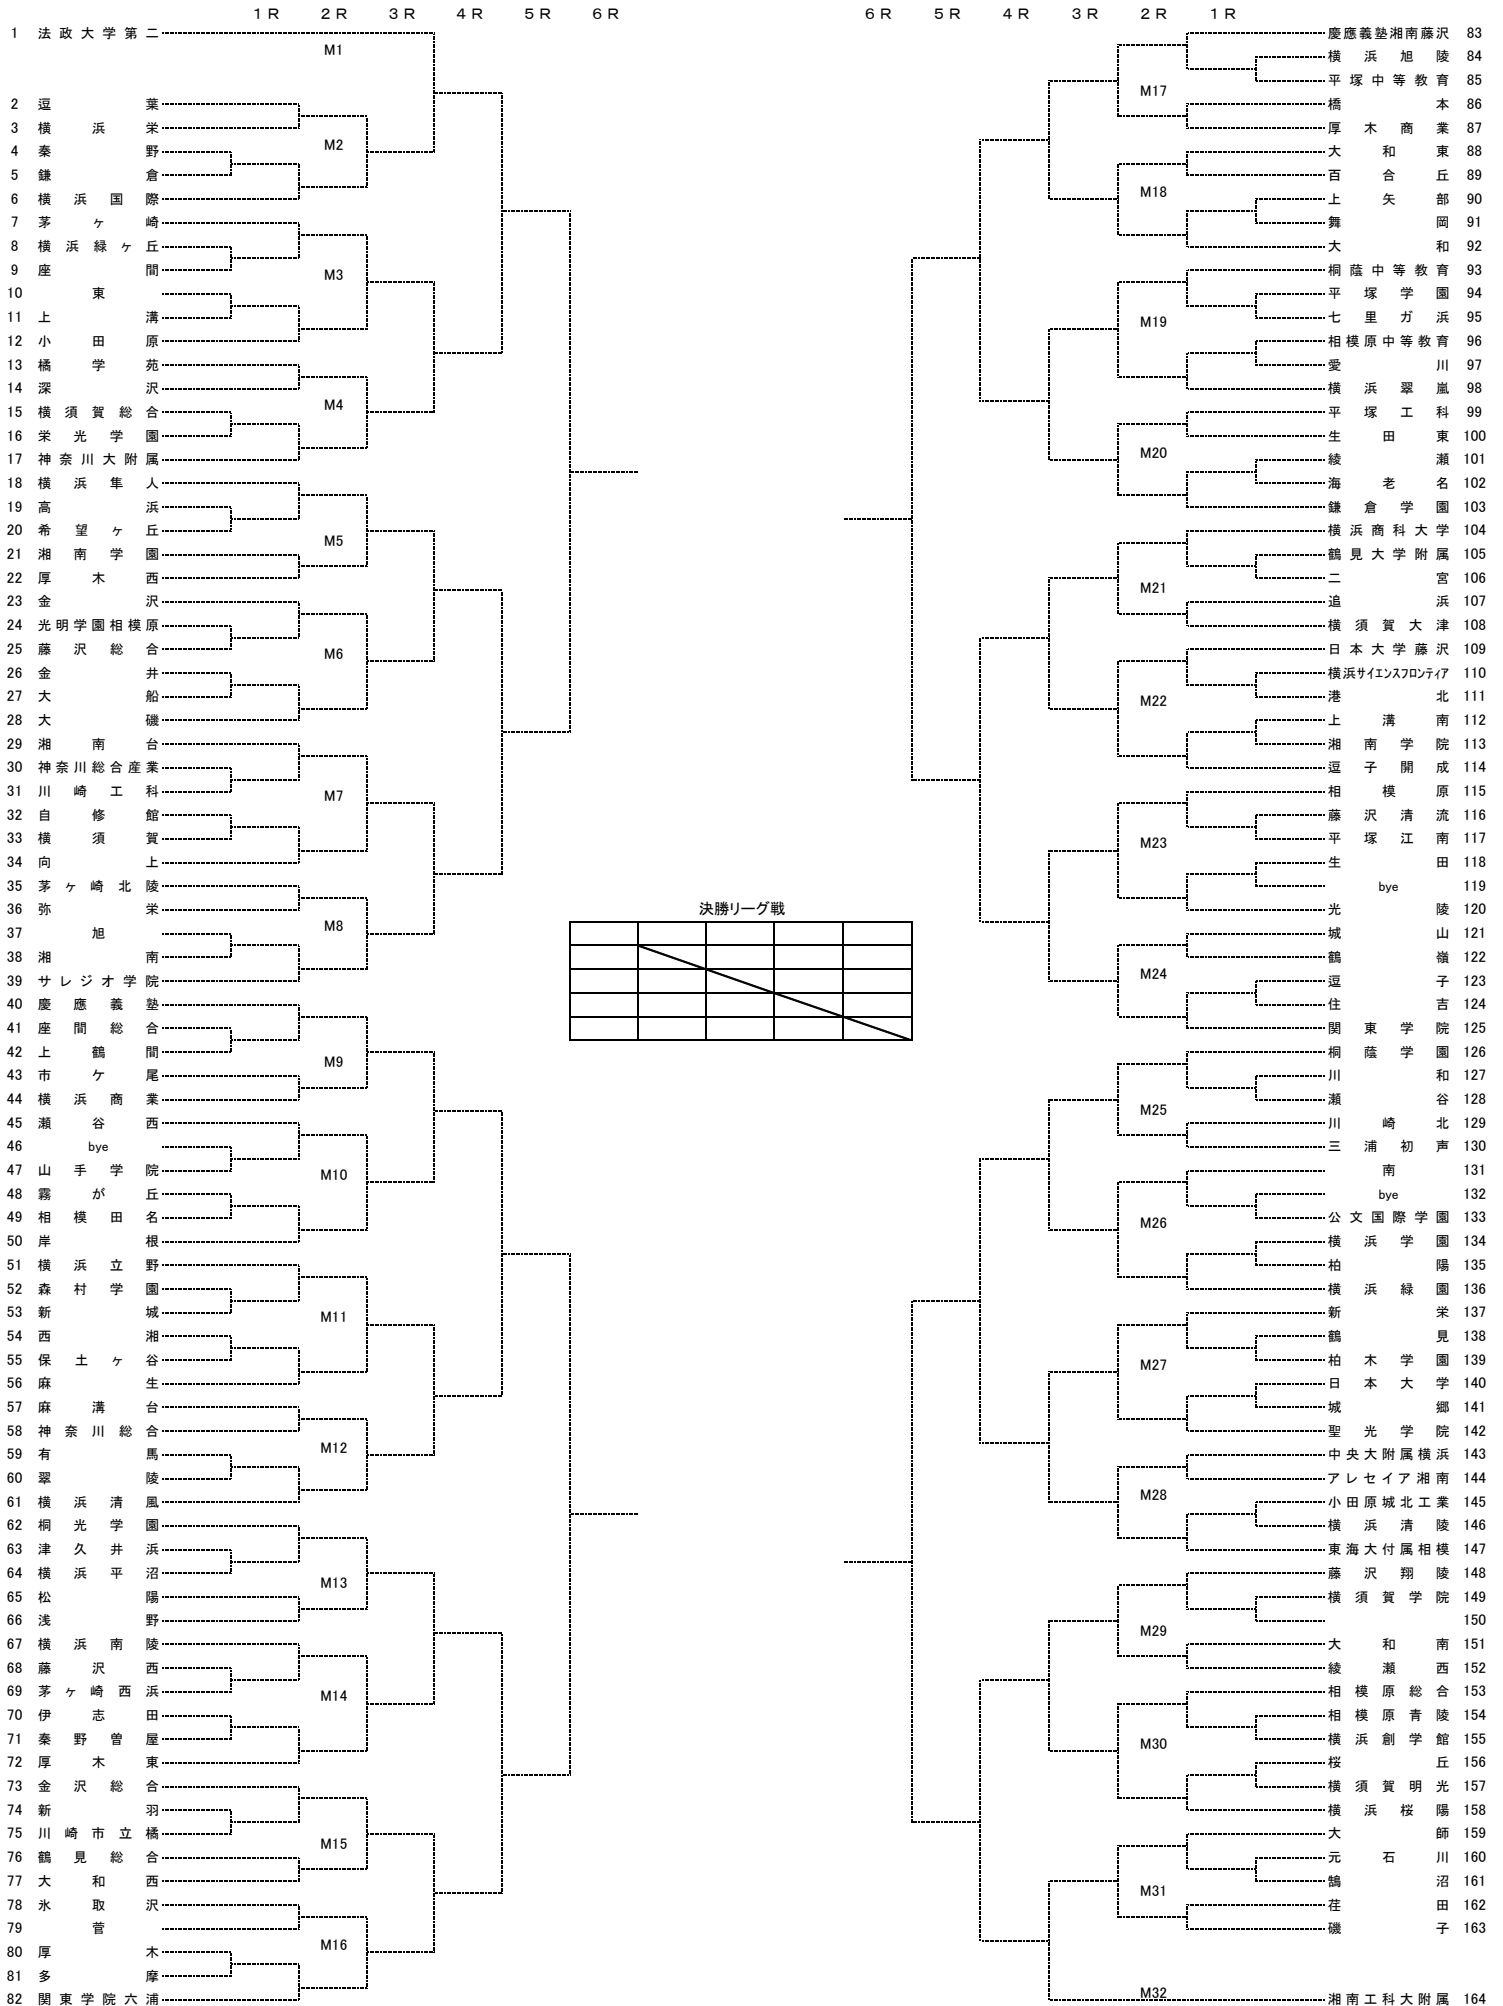 1R 2R 3R 4R 5R 6R
1 法政大学第二
M1
2 逗葉
3 横浜栄
M2
4 秦野
5 鎌倉
6 横浜国際
7 茅ヶ崎
8 横浜緑ヶ丘
9 座間
M3
10 東
11 上溝
12 小田原
13 橘学苑
14 深沢
M4
15 横須賀総合
16 栄光学園
17 神奈川大附属
18 横浜隼人
19 高浜
20 希望ヶ丘
M5
21 湘南学園
22 厚木西
23 金沢
24 光明学園相模原
25 藤沢総合
M6
26 金井
27 大船
28 大磯
29 湘南台
30 神奈川総合産業
31 川崎工科
M7
32 自修館
33 横須賀
34 向上
35 茅ヶ崎北陵
36 弥栄
M8
37 旭
38 湘南
39 サレジオ学院
40 慶應義塾
41 座間総合
42 上鶴間
M9
43 市ケ尾
44 横浜商業
45 瀬谷西
46 bye
47 山手学院
M10
48 霧が丘
49 相模田名
50 岸根
51 横浜立野
52 森村学園
53 新城
M11
54 西湘
55 保土ヶ谷
56 麻生
57 麻溝台
58 神奈川総合
M12
59 有馬
60 翠陵
61 横浜清風
62 桐光学園
63 津久井浜
64 横浜平沼
M13
65 松陽
66 浅野
67 横浜南陵
68 藤沢西
69 茅ヶ崎西浜
M14
70 伊志田
71 秦野曽屋
72 厚木東
73 金沢総合
74 新羽
75 川崎市立橘
M15
76 鶴見総合
77 大和西
78 氷取沢
79 菅
M16
80 厚木
81 多摩
82 関東学院六浦
決勝リーグ戦
6R 5R 4R 3R 2R 1R
慶應義塾湘南藤沢 83
横浜旭陵 84
平塚中等教育 85
M17
橋本 86
厚木商業 87
大和東 88
百合丘 89
M18
上矢部 90
舞岡 91
大和 92
桐蔭中等教育 93
平塚学園 94
七里ガ浜 95
M19
相模原中等教育 96
愛川 97
横浜翠嵐 98
平塚工科 99
生田東 100
M20
綾瀬 101
海老名 102
鎌倉学園 103
横浜商科大学 104
鶴見大学附属 105
二宮 106
M21
追浜 107
横須賀大津 108
日本大学藤沢 109
横浜サイエンスフロンティア 110
港北 111
M22
上溝南 112
湘南学院 113
逗子開成 114
相模原 115
藤沢清流 116
平塚江南 117
M23
生田 118
bye 119
光陵 120
城山 121
鶴嶺 122
M24
逗子 123
住吉 124
関東学院 125
桐蔭学園 126
川和 127
瀬谷 128
M25
川崎北 129
三浦初声 130
南 131
bye 132
公文国際学園 133
M26
横浜学園 134
柏陽 135
横浜緑園 136
新栄 137
鶴見 138
柏木学園 139
M27
日本大学 140
城郷 141
聖光学院 142
中央大附属横浜 143
アレセイア湘南 144
M28
小田原城北工業 145
横浜清陵 146
東海大付属相模 147
藤沢翔陵 148
横須賀学院 149
150
M29
大和南 151
綾瀬西 152
相模原総合 153
相模原青陵 154
横浜創学館 155
M30
桜丘 156
横須賀明光 157
横浜桜陽 158
大師 159
元石川 160
鵠沼 161
M31
荏田 162
磯子 163
M32
湘南工科大附属 164